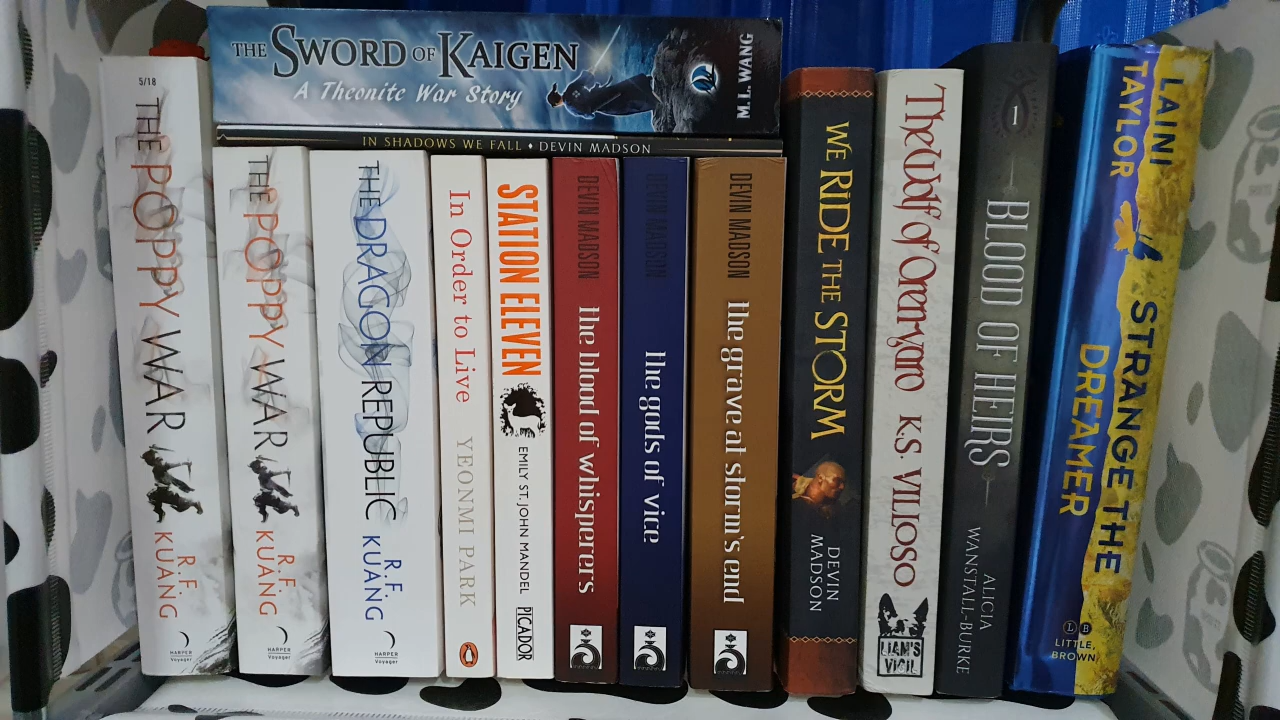 THE SWORD OF KAIGEN
A Theonite War Story
M. L. WANG
IN SHADOWS WE FALL ♦ DEVIN MADSON
5/18
THE POPPY WAR
R.F.
KUANG
HARPER
Voyager
THE POPPY WAR
R.F.
KUANG
HARPER
Voyager
THE DRAGON REPUBLIC
R.F.
KUANG
HARPER
Voyager
In Order to Live
YEONMI PARK
STATION ELEVEN
EMILY ST. JOHN MANDEL
PICADOR
DEVIN MADSON
the blood of whisperers
DEVIN MADSON
the gods of vice
DEVIN MADSON
the grave at storm's end
WE RIDE THE STORM
DEVIN
MADSON
The Wolf of Oren-yaro
K.S. VILLOSO
LIAM'S
VIGIL
1
BLOOD OF HEIRS
ALICIA
WANSTALL-BURKE
LAINI
TAYLOR
STRANGE THE
DREAMER
L B
LITTLE,
BROWN